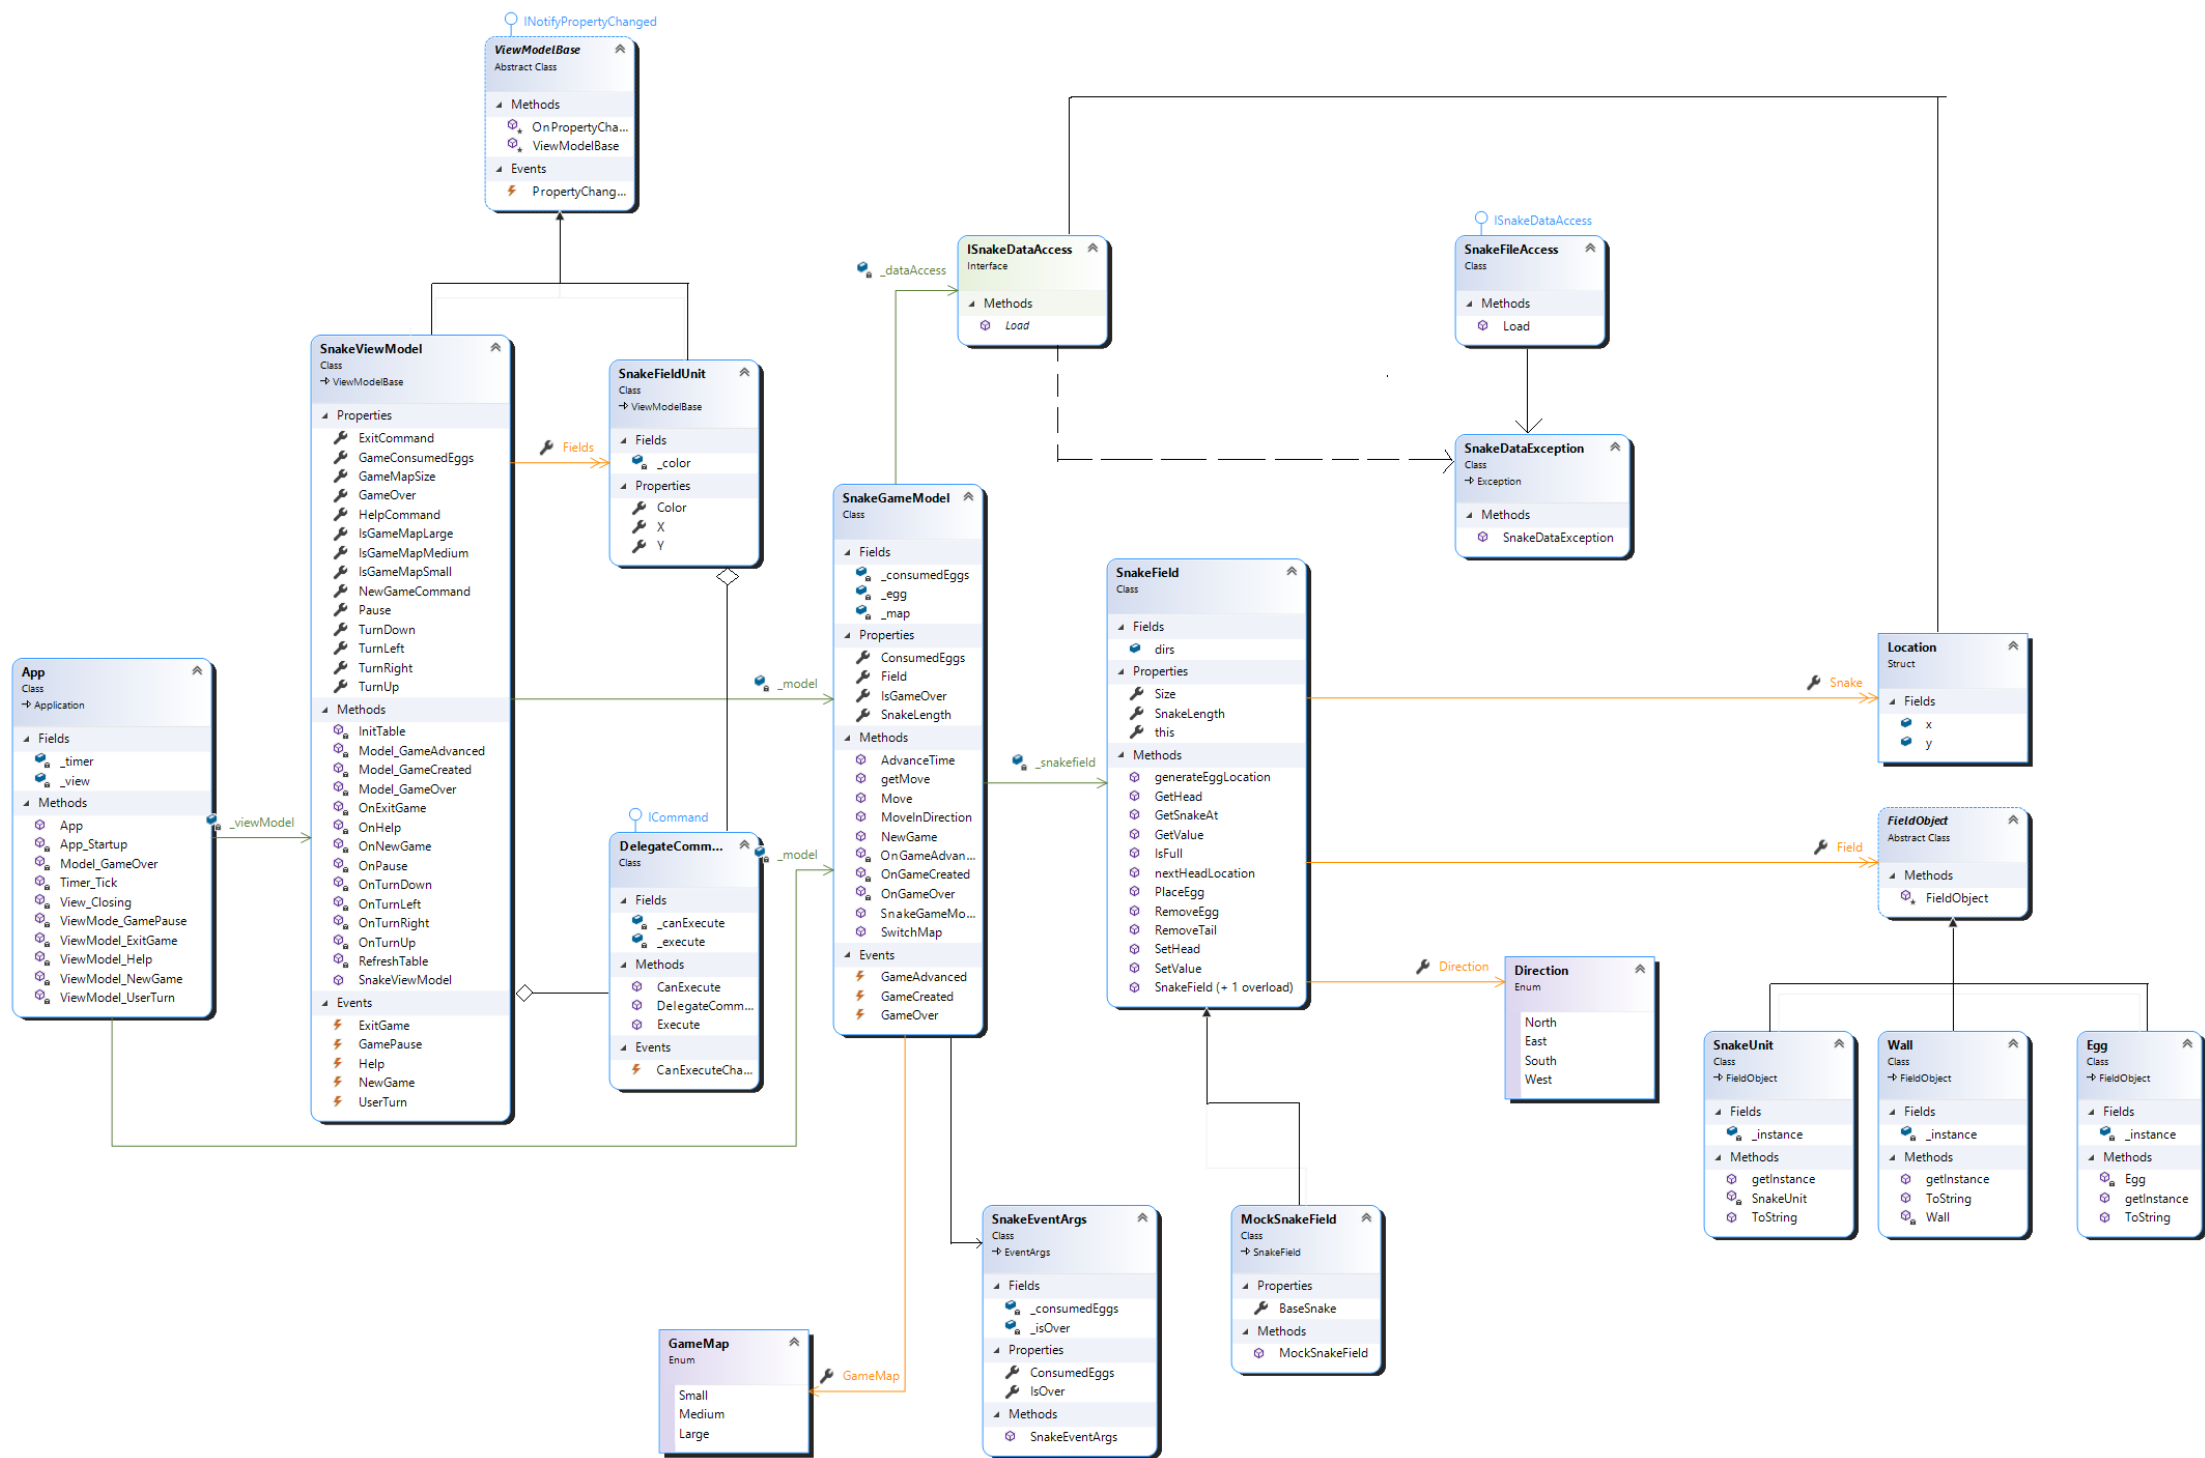 INotifyPropertyChanged
ViewModelBase
Abstract Class
Methods
OnPropertyCha...
ViewModelBase
Events
PropertyChang...
SnakeViewModel
Class
ViewModelBase
Properties
ExitCommand
GameConsumedEggs
GameMapSize
GameOver
HelpCommand
IsGameMapLarge
IsGameMapMedium
IsGameMapSmall
NewGameCommand
Pause
TurnDown
TurnLeft
TurnRight
TurnUp
Methods
InitTable
Model_GameAdvanced
Model_GameCreated
Model_GameOver
OnExitGame
OnHelp
OnNewGame
OnPause
OnTurnDown
OnTurnLeft
OnTurnRight
OnTurnUp
RefreshTable
SnakeViewModel
Events
ExitGame
GamePause
Help
NewGame
UserTurn
Fields
SnakeFieldUnit
Class
ViewModelBase
Fields
_color
Properties
Color
X
Y
App
Class
Application
Fields
_timer
_view
Methods
App
App_Startup
Model_GameOver
Timer_Tick
View_Closing
ViewMode_GamePause
ViewModel_ExitGame
ViewModel_Help
ViewModel_NewGame
ViewModel_UserTurn
_viewModel
ICommand
DelegateComm...
Class
Fields
_canExecute
_execute
Methods
CanExecute
DelegateComm...
Execute
Events
CanExecuteCha...
_model
_model
_dataAccess
ISnakeDataAccess
Interface
Methods
Load
ISnakeDataAccess
SnakeFileAccess
Class
Methods
Load
SnakeDataException
Class
Exception
Methods
SnakeDataException
SnakeGameModel
Class
Fields
_consumedEggs
_egg
_map
Properties
ConsumedEggs
Field
IsGameOver
SnakeLength
Methods
AdvanceTime
getMove
Move
MoveInDirection
NewGame
OnGameAdvan...
OnGameCreated
OnGameOver
SnakeGameMo...
SwitchMap
Events
GameAdvanced
GameCreated
GameOver
_snakefield
SnakeField
Class
Fields
dirs
Properties
Size
SnakeLength
this
Methods
generateEggLocation
GetHead
GetSnakeAt
GetValue
IsFull
nextHeadLocation
PlaceEgg
RemoveEgg
RemoveTail
SetHead
SetValue
SnakeField (+ 1 overload)
Snake
Location
Struct
Fields
x
y
Field
FieldObject
Abstract Class
Methods
FieldObject
Direction
Direction
Enum
North
East
South
West
SnakeUnit
Class
FieldObject
Fields
_instance
Methods
getInstance
SnakeUnit
ToString
Wall
Class
FieldObject
Fields
_instance
Methods
getInstance
ToString
Wall
Egg
Class
FieldObject
Fields
_instance
Methods
Egg
getInstance
ToString
SnakeEventArgs
Class
EventArgs
Fields
_consumedEggs
_isOver
Properties
ConsumedEggs
IsOver
Methods
SnakeEventArgs
MockSnakeField
Class
SnakeField
Properties
BaseSnake
Methods
MockSnakeField
GameMap
Enum
Small
Medium
Large
GameMap